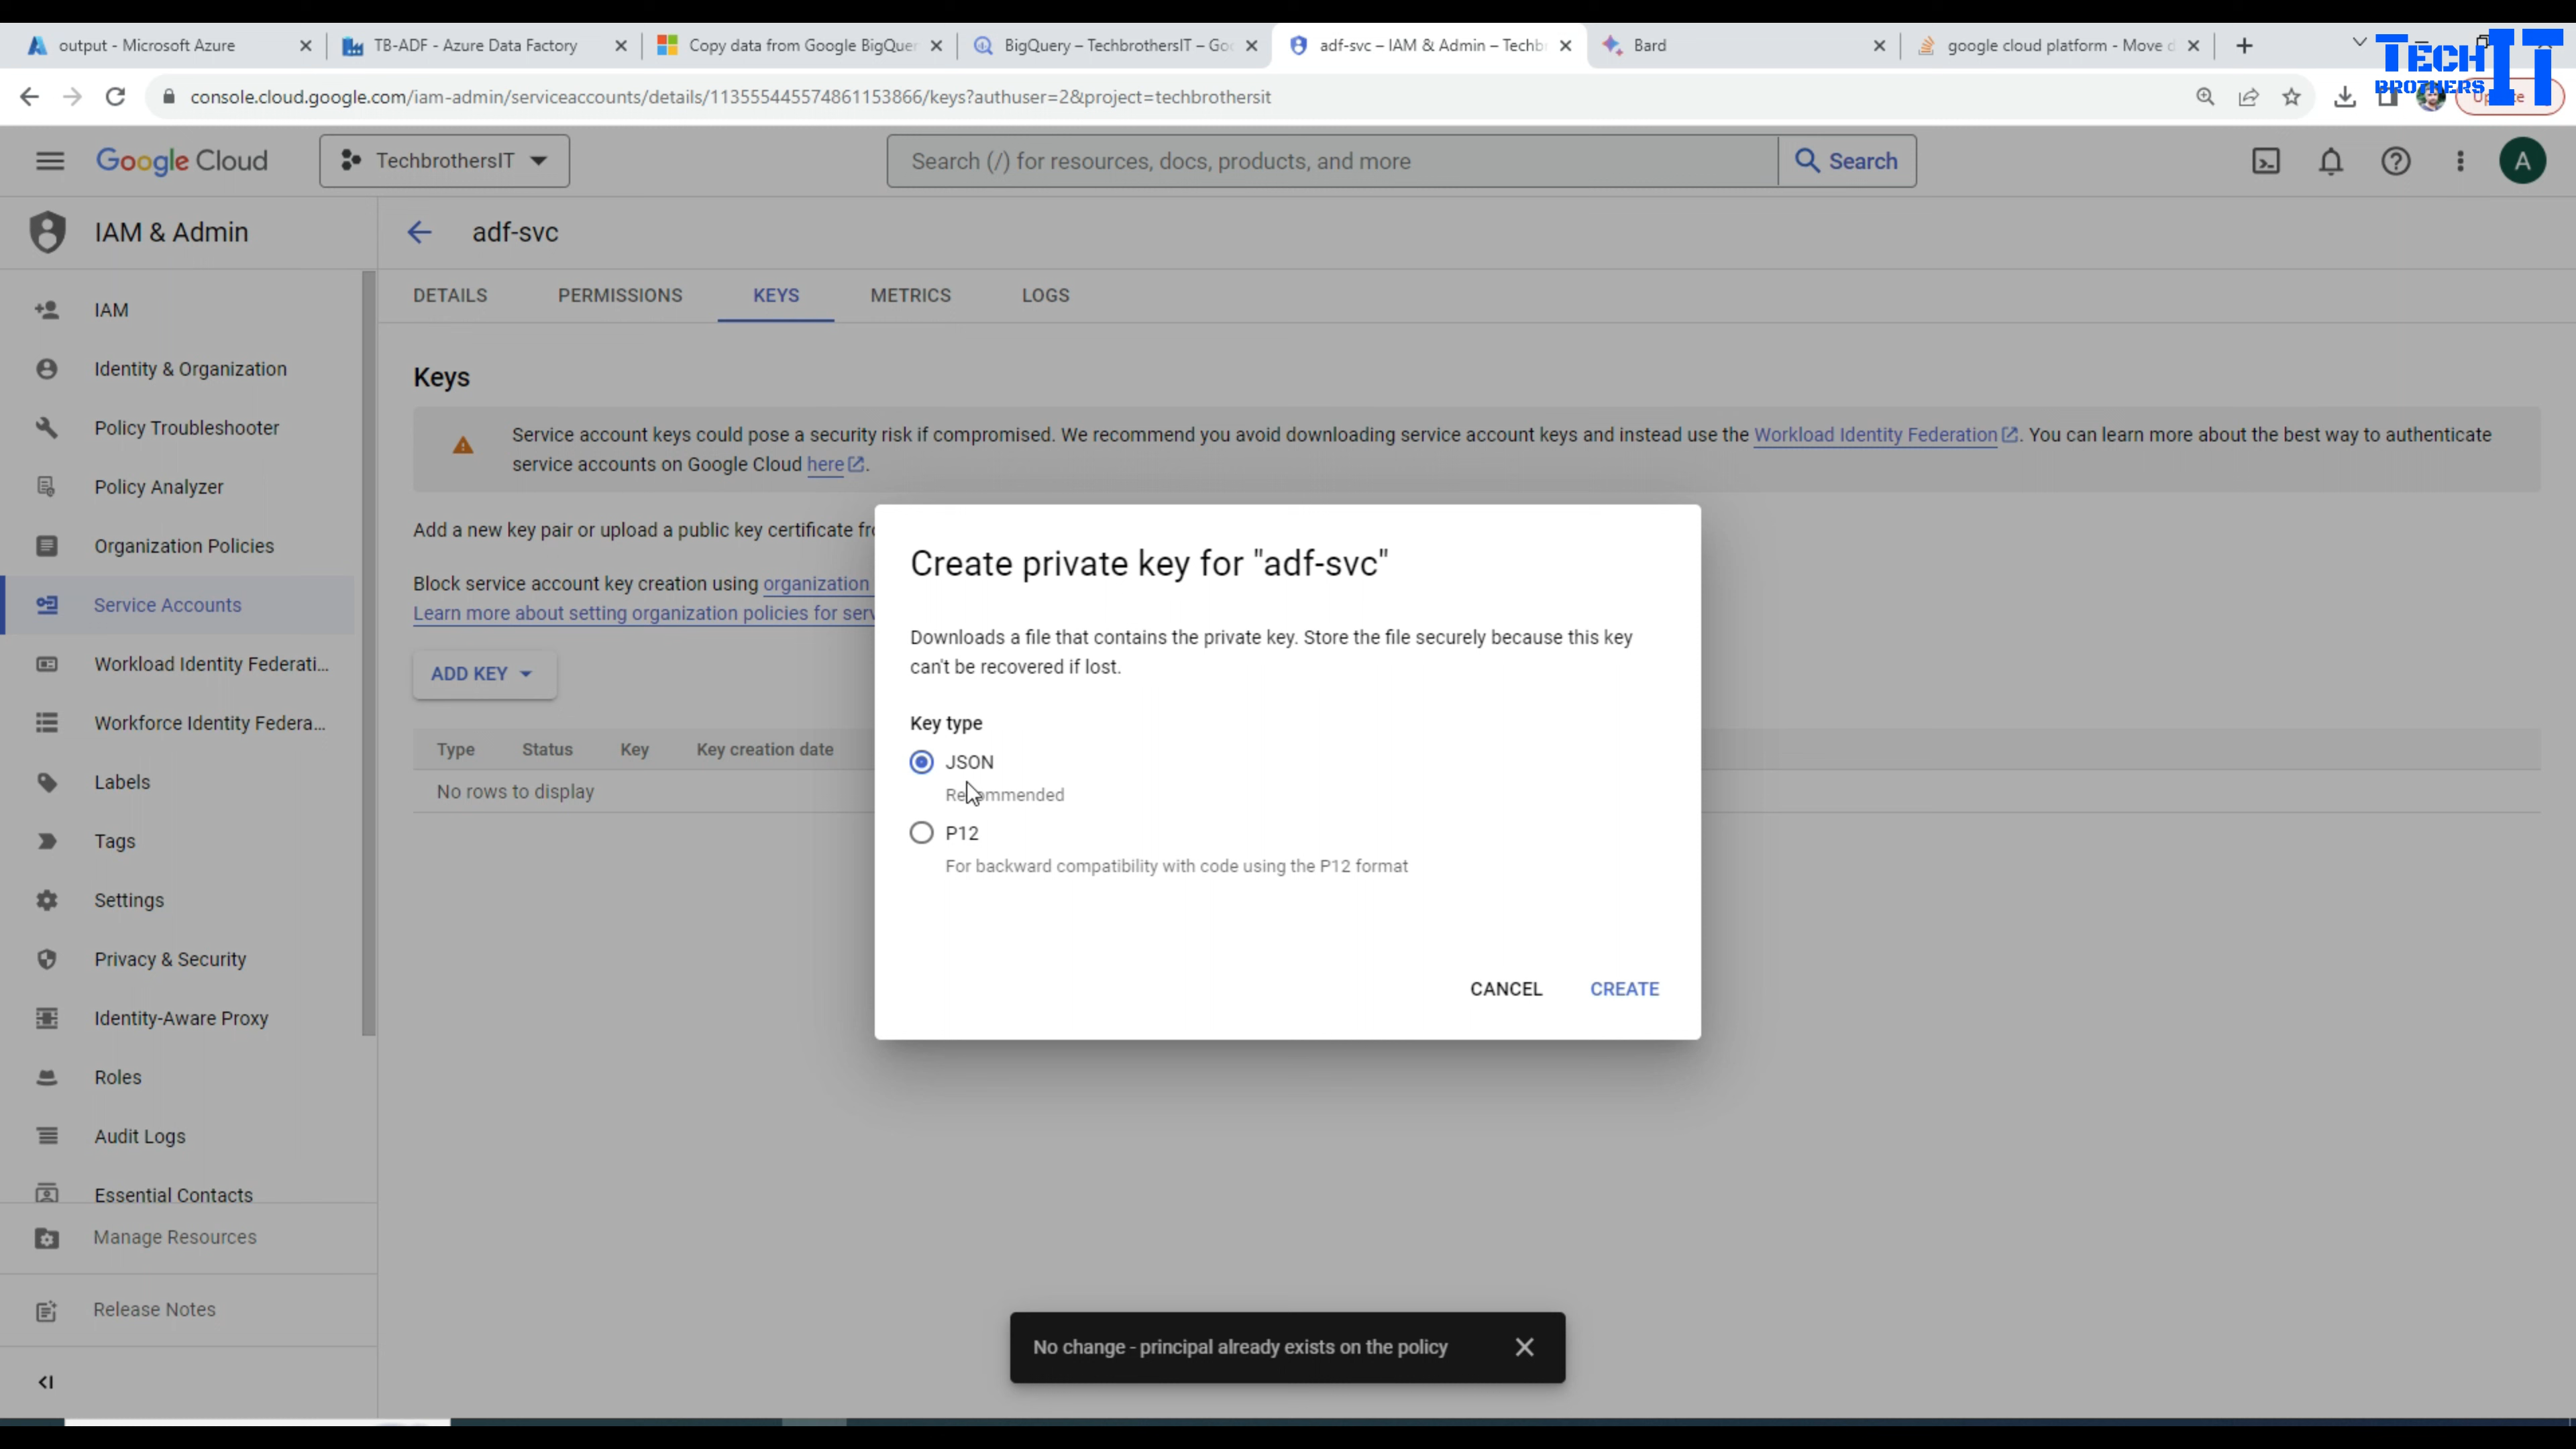 output - Microsoft Azure
TB-ADF - Azure Data Factory
Copy data from Google BigQuer
BigQuery – TechbrothersIT – Goo
adf-svc – IAM & Admin – Techbr
Bard
google cloud platform - Move d
TECH IT
BROTHERS
console.cloud.google.com/iam-admin/serviceaccounts/details/113555445574861153866/keys?authuser=2&project=techbrothersit
Google Cloud
TechbrothersIT
Search (/) for resources, docs, products, and more
Search
A
IAM & Admin
adf-svc
DETAILS
PERMISSIONS
KEYS
METRICS
LOGS
IAM
Identity & Organization
Policy Troubleshooter
Policy Analyzer
Organization Policies
Service Accounts
Workload Identity Federati...
Workforce Identity Federa...
Labels
Tags
Settings
Privacy & Security
Identity-Aware Proxy
Roles
Audit Logs
Essential Contacts
Manage Resources
Release Notes
Keys
Service account keys could pose a security risk if compromised. We recommend you avoid downloading service account keys and instead use the Workload Identity Federation. You can learn more about the best way to authenticate
service accounts on Google Cloud here.
Add a new key pair or upload a public key certificate fr
Block service account key creation using organization
Learn more about setting organization policies for serv
ADD KEY
Type Status Key Key creation date
No rows to display
Create private key for "adf-svc"
Downloads a file that contains the private key. Store the file securely because this key
can't be recovered if lost.
Key type
JSON
Recommended
P12
For backward compatibility with code using the P12 format
CANCEL
CREATE
No change - principal already exists on the policy